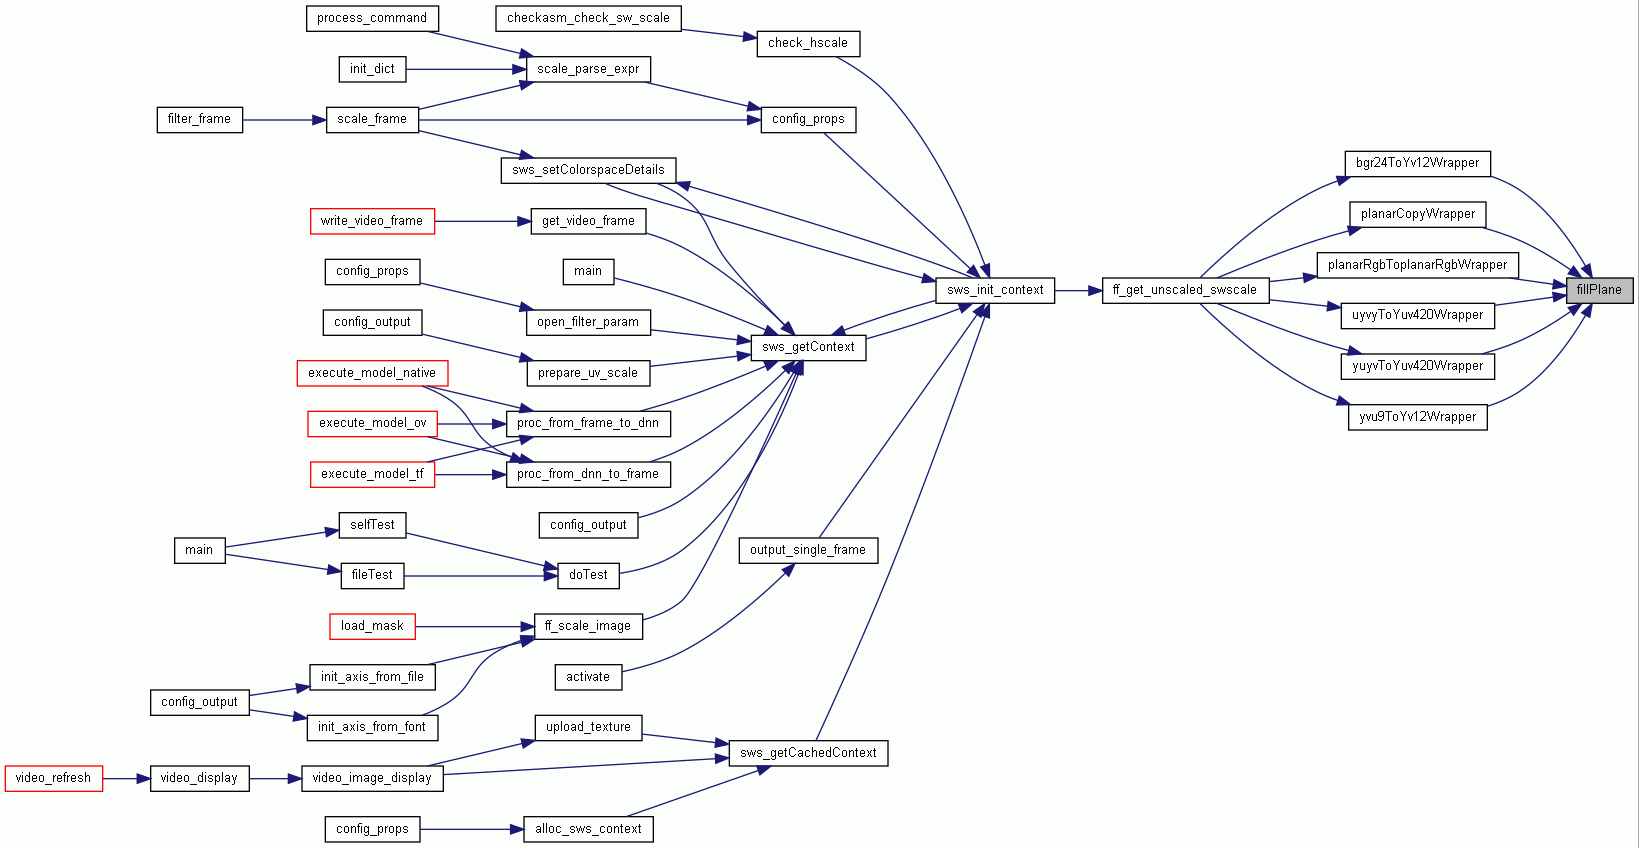 process_command
checkasm_check_sw_scale
check_hscale
init_dict
scale_parse_expr
filter_frame
scale_frame
config_props
sws_setColorspaceDetails
bgr24ToYv12Wrapper
write_video_frame
get_video_frame
planarCopyWrapper
config_props
main
planarRgbToplanarRgbWrapper
sws_init_context
ff_get_unscaled_swscale
fillPlane
config_output
open_filter_param
uyvyToYuv420Wrapper
sws_getContext
execute_model_native
prepare_uv_scale
yuyvToYuv420Wrapper
execute_model_ov
proc_from_frame_to_dnn
yvu9ToYv12Wrapper
execute_model_tf
proc_from_dnn_to_frame
selfTest
config_output
main
output_single_frame
fileTest
doTest
load_mask
ff_scale_image
init_axis_from_file
activate
config_output
init_axis_from_font
upload_texture
sws_getCachedContext
video_refresh
video_display
video_image_display
config_props
alloc_sws_context